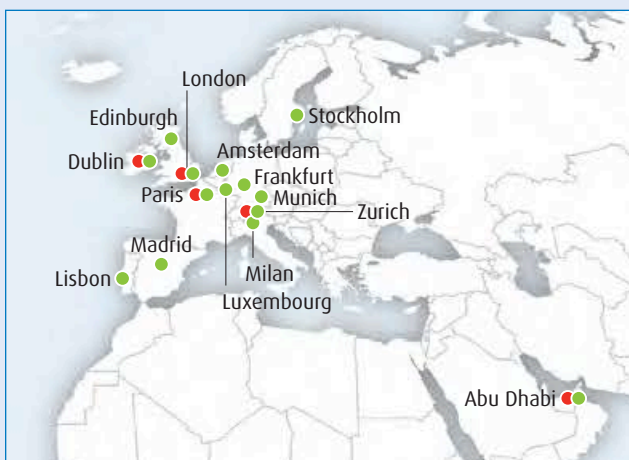 London
Edinburgh
Stockholm
Dublin
Amsterdam
Frankfurt
Paris
Munich
Zurich
Madrid
Lisbon
Milan
Luxembourg
Abu Dhabi